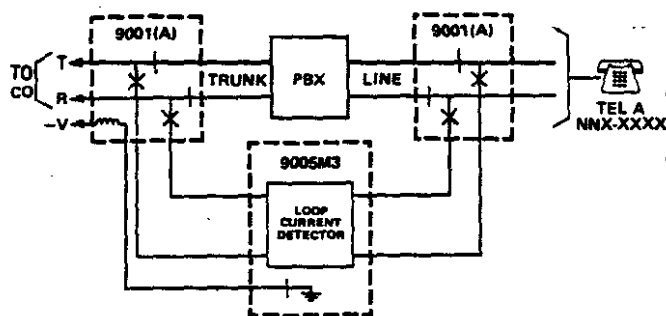 9001(A)
9001(A)
TO
CO
T
R
-V
TRUNK
PBX
LINE
TEL A
NNX-XXXX
9005M3
LOOP
CURRENT
DETECTOR